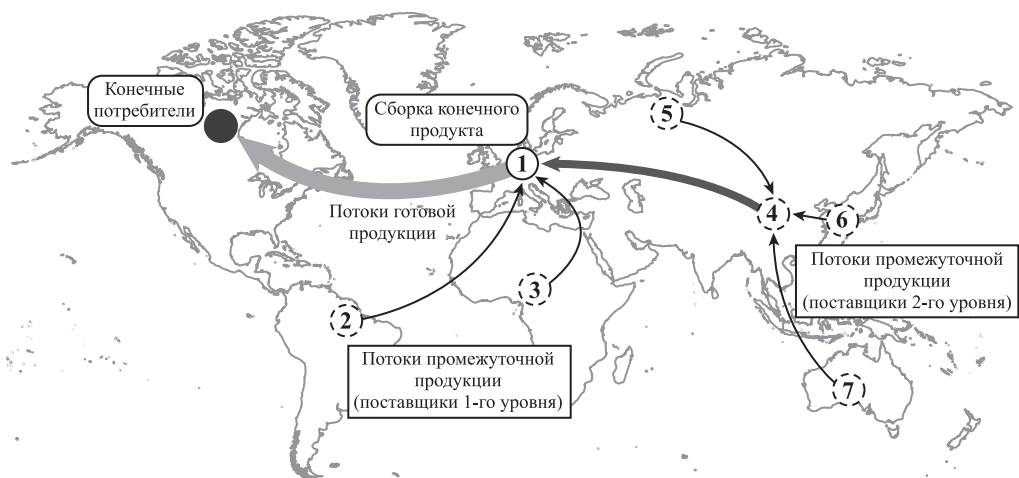 Конечные
потребители
Сборка конечного
продукта
1
5
4
6
Потоки готовой
продукции
Потоки промежуточной
продукции
(поставщики 2-го уровня)
3
2
Потоки промежуточной
продукции
(поставщики 1-го уровня)
7